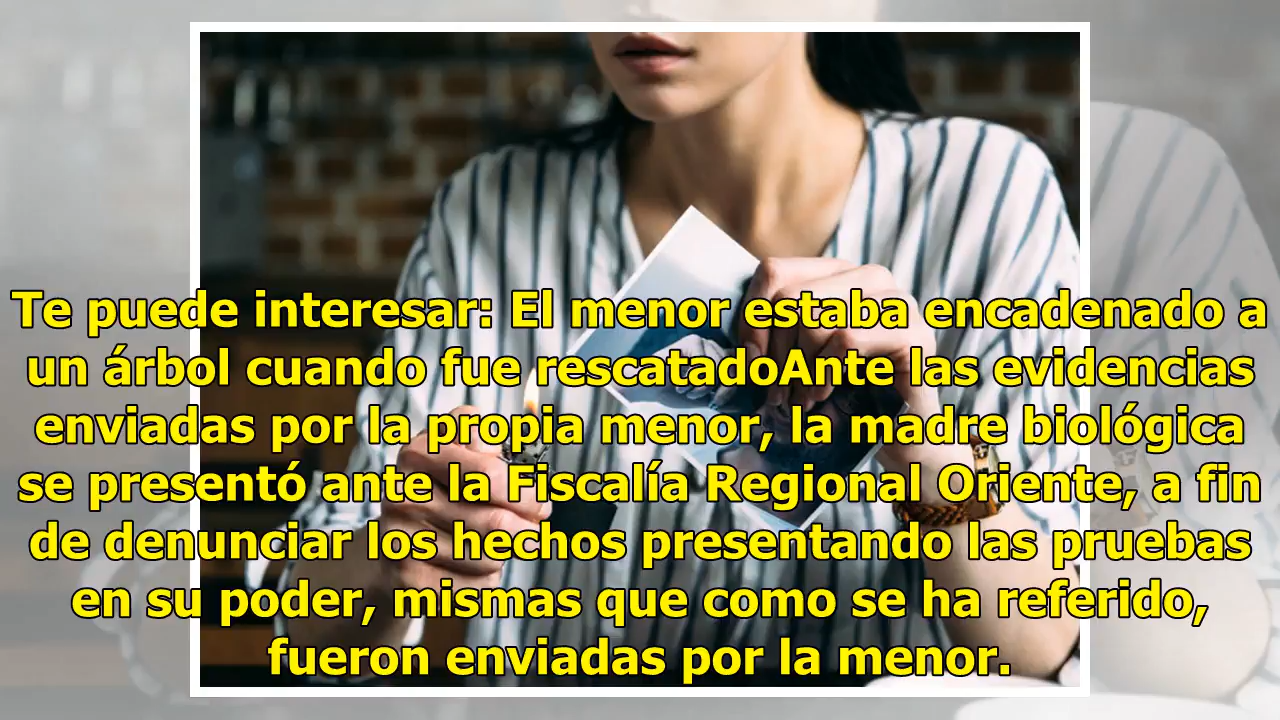 Te puede interesar: El menor estaba encadenado a
un árbol cuando fue rescatadoAnte las evidencias
enviadas por la propia menor, la madre biológica
se presentó ante la Fiscalía Regional Oriente, a fin
de denunciar los hechos presentando las pruebas
en su poder, mismas que como se ha referido,
fueron enviadas por la menor.